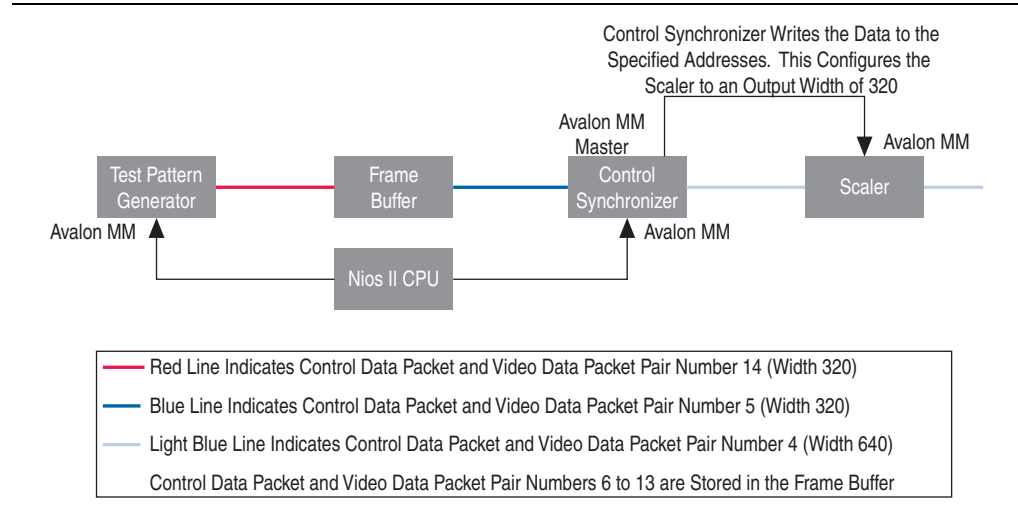 Control Synchronizer Writes the Data to the
Specified Addresses. This Configures the
Scaler to an Output Width of 320
Avalon MM
Master
Avalon MM
Test Pattern
Generator
Frame
Buffer
Control
Synchronizer
Scaler
Avalon MM
Avalon MM
Nios II CPU
Red Line Indicates Control Data Packet and Video Data Packet Pair Number 14 (Width 320)
Blue Line Indicates Control Data Packet and Video Data Packet Pair Number 5 (Width 320)
Light Blue Line Indicates Control Data Packet and Video Data Packet Pair Number 4 (Width 640)
Control Data Packet and Video Data Packet Pair Numbers 6 to 13 are Stored in the Frame Buffer